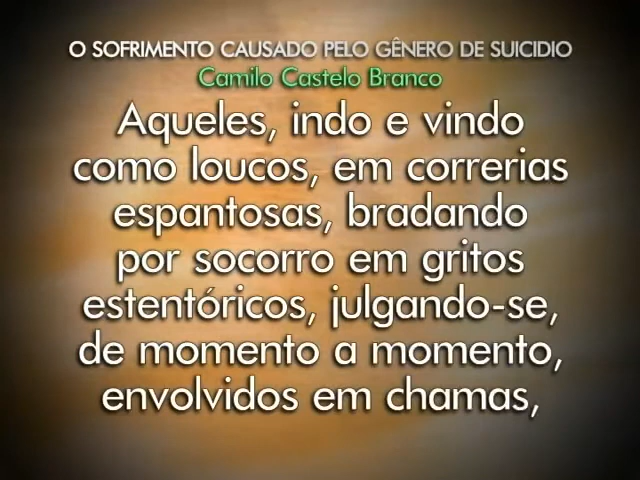 O SOFRIMENTO CAUSADO PELO GÊNERO DE SUICIDIO
Camilo Castelo Branco
Aqueles, indo e vindo
como loucos, em correrias
espantosas, bradando
por socorro em gritos
estentóricos, julgando-se,
de momento a momento,
envolvidos em chamas,